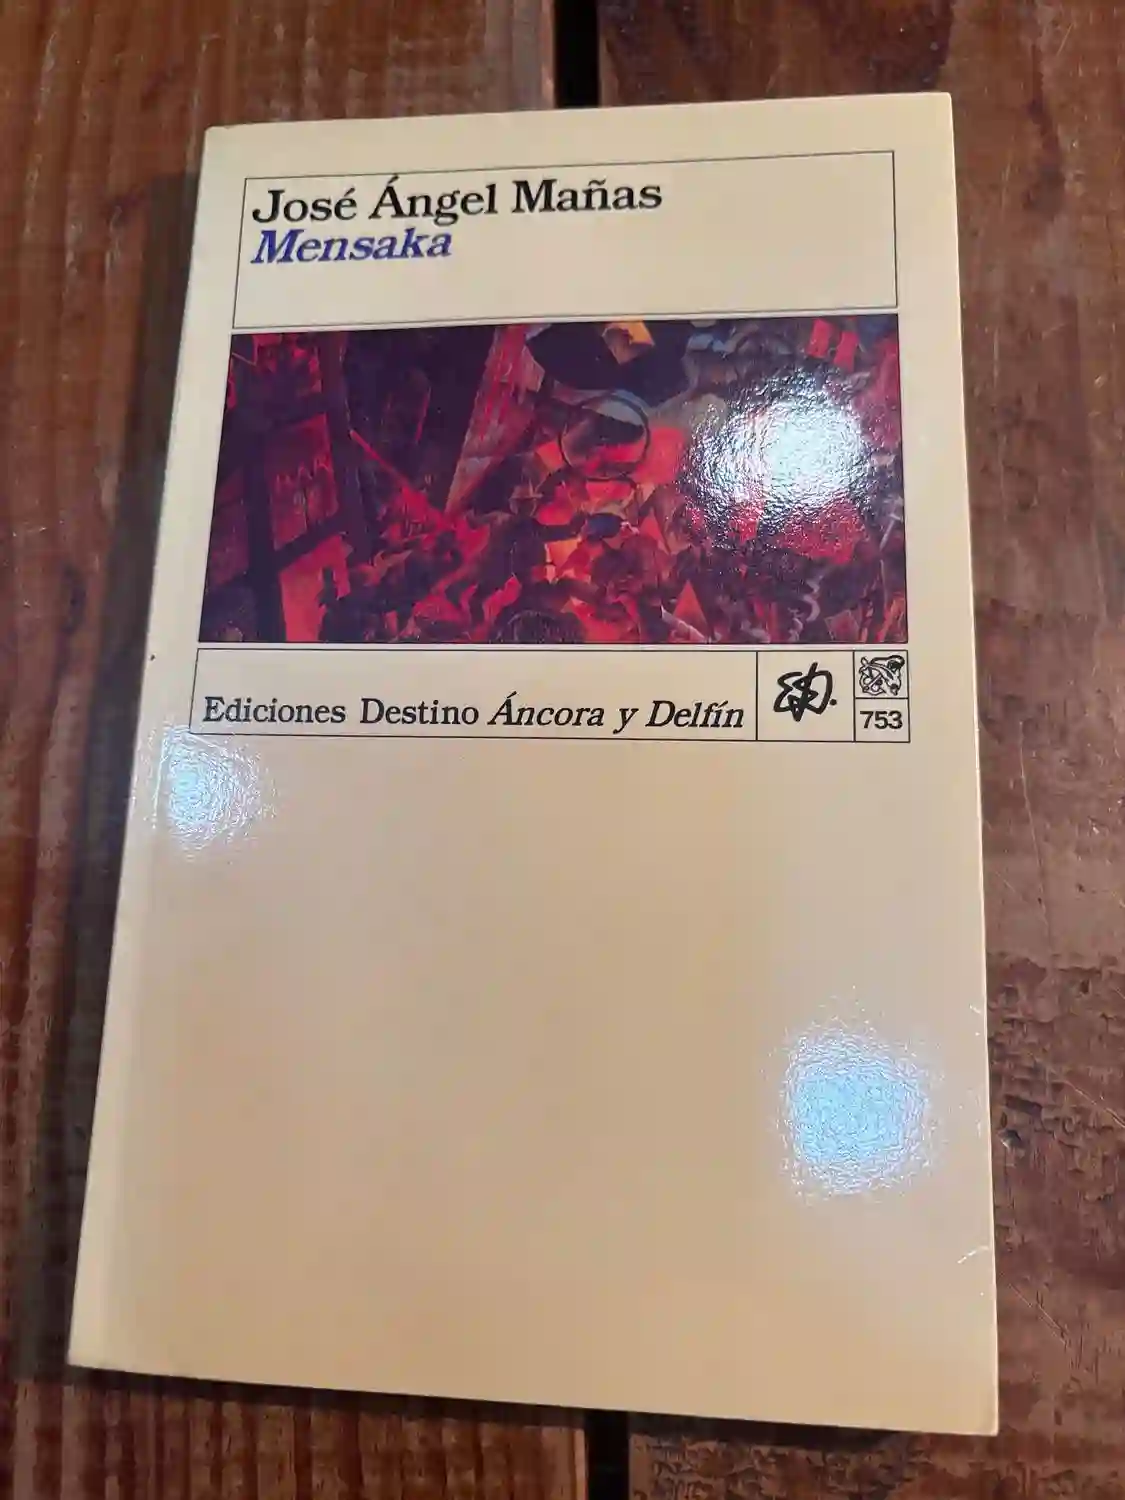 José Ángel Mañas
Mensaka
Ediciones Destino Áncora y Delfín
753